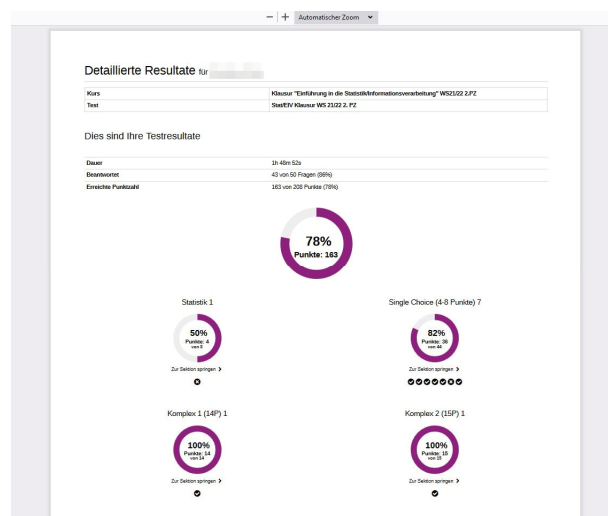 Automatischer Zoom
Detaillierte Resultate für
Kurs Klausur "Einführung in die Statistik/Informationsverarbeitung" WS21/22 2.PZ
Test Stat/EIV Klausur WS 21/22 2. PZ
Dies sind Ihre Testresultate
Dauer 1h 48m 52s
Beantwortet 43 von 50 Fragen (86%)
Erreichte Punktzahl 163 von 208 Punkte (78%)
78%
Punkte: 163
Statistik 1 Single Choice (4-8 Punkte) 7
50% 82%
Punkte: 4 Punkte: 36
von 8 von 44
Zur Sektion springen Zur Sektion springen
Komplex 1 (14P) 1 Komplex 2 (15P) 1
100% 100%
Punkte: 14 Punkte: 15
von 14 von 15
Zur Sektion springen Zur Sektion springen